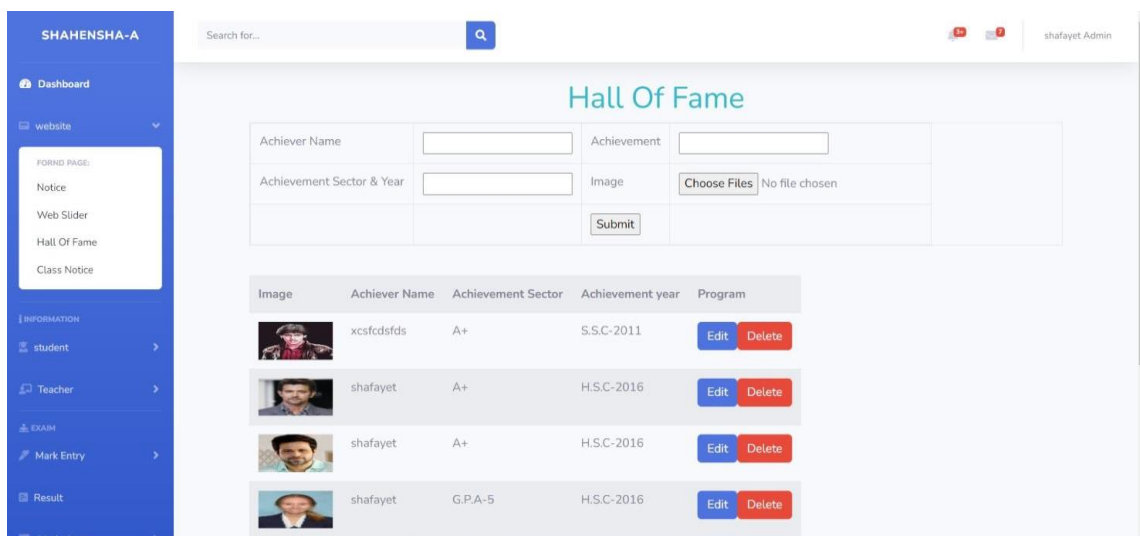 SHAHENSHA-A
Search for...
3+
7
shafayet Admin
Dashboard
website
FORND PAGE:
Notice
Web Slider
Hall Of Fame
Class Notice
INFORMATION
student
Teacher
EXAIM
Mark Entry
Result
Hall Of Fame
Achiever Name Achievement
Achievement Sector & Year Image Choose Files No file chosen
Submit
Image Achiever Name Achievement Sector Achievement year Program
xcsfcdsfds A+ S.S.C-2011 Edit Delete
shafayet A+ H.S.C-2016 Edit Delete
shafayet A+ H.S.C-2016 Edit Delete
shafayet G.P.A-5 H.S.C-2016 Edit Delete